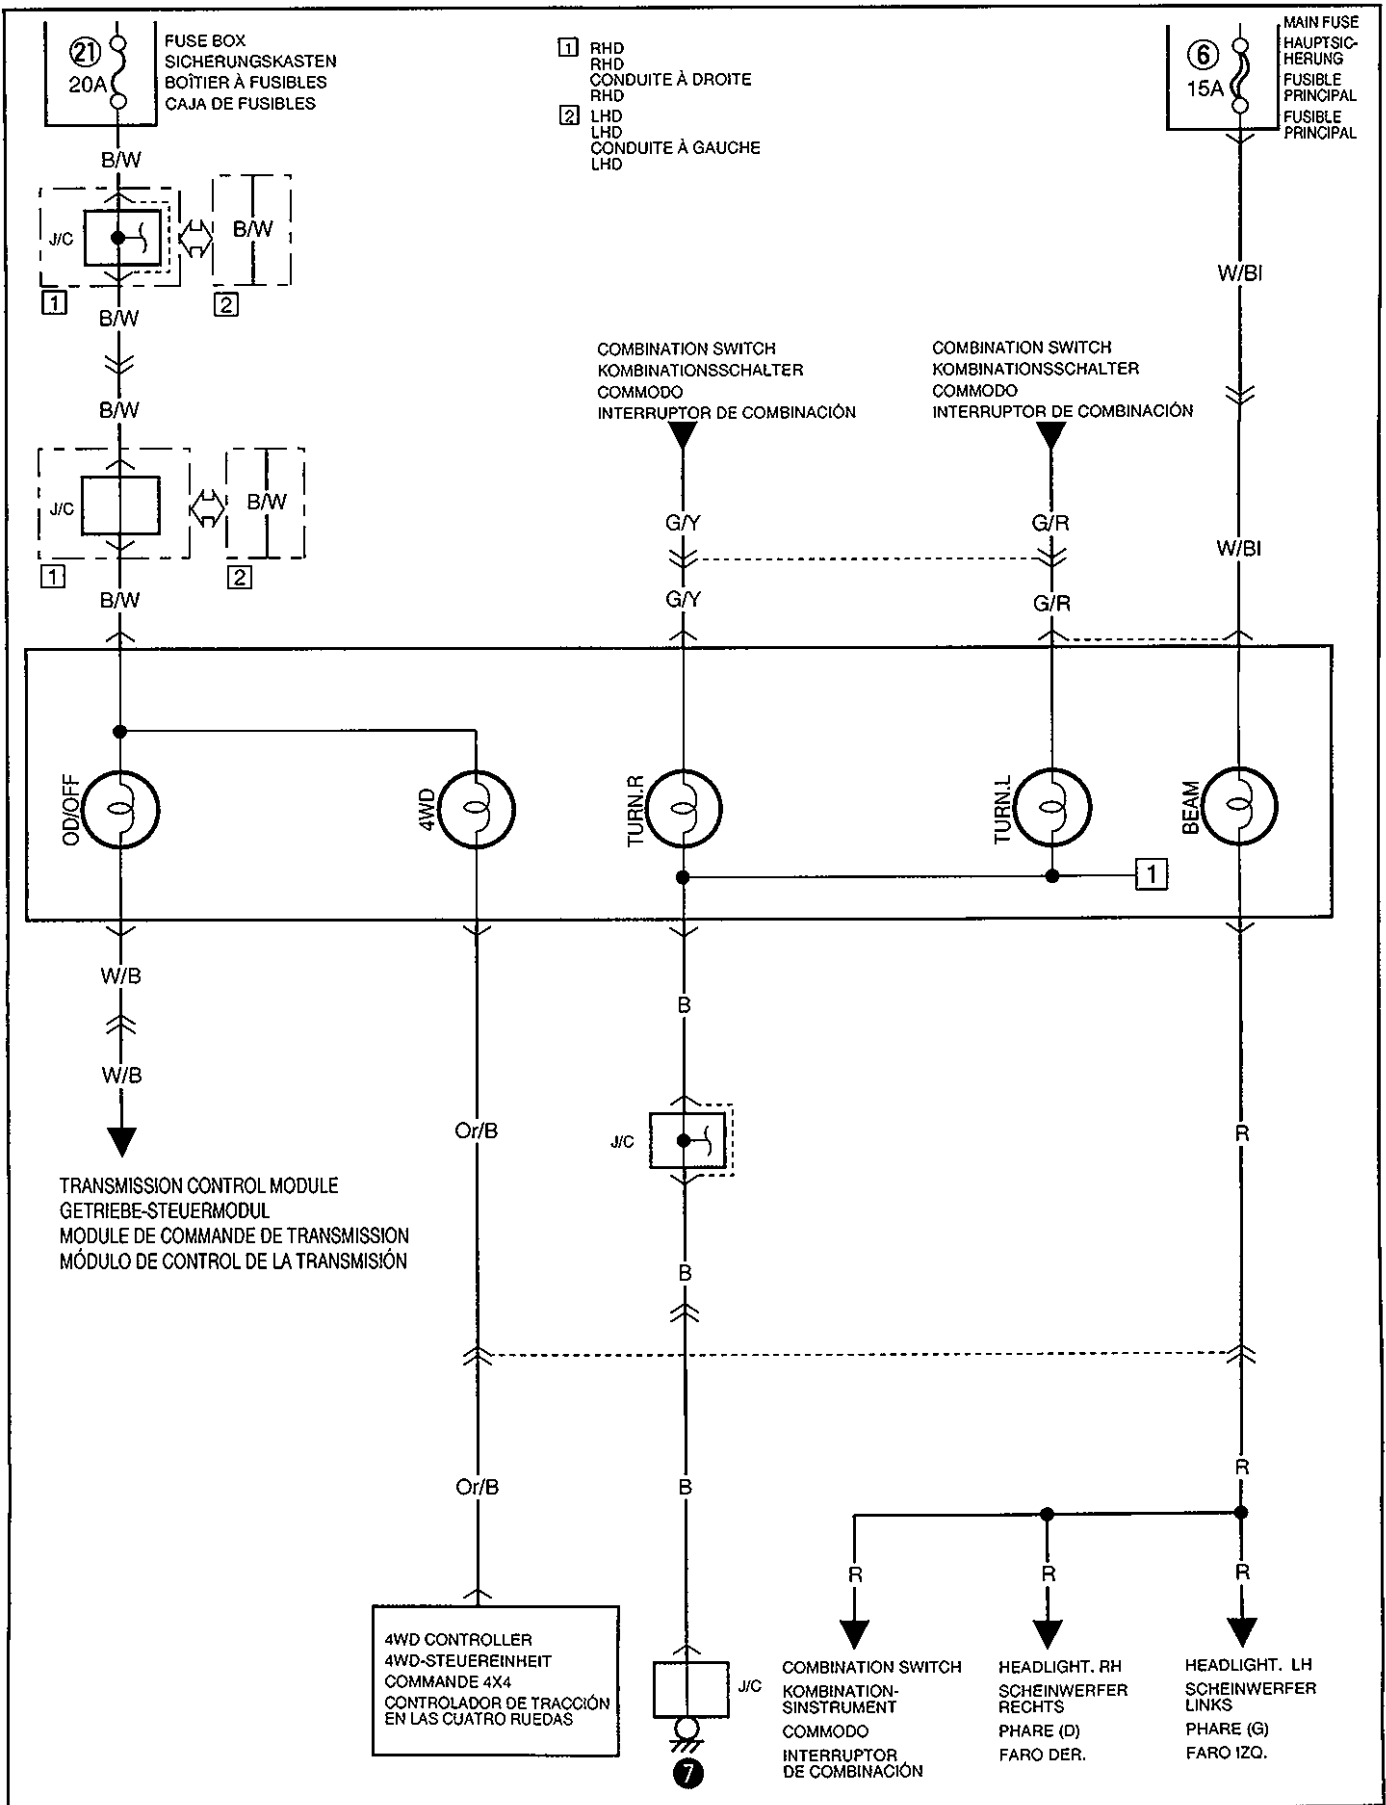 21
20A
FUSE BOX
SICHERUNGSKASTEN
BOÎTIER À FUSIBLES
CAJA DE FUSIBLES
1 RHD
RHD
CONDUITE À DROITE
RHD
2 LHD
LHD
CONDUITE À GAUCHE
LHD
6
15A
MAIN FUSE
HAUPTSIC-
HERUNG
FUSIBLE
PRINCIPAL
FUSIBLE
PRINCIPAL
B/W
J/C
B/W
1
2
B/W
W/Bl
B/W
COMBINATION SWITCH
KOMBINATIONSSCHALTER
COMMODO
INTERRUPTOR DE COMBINACIÓN
COMBINATION SWITCH
KOMBINATIONSSCHALTER
COMMODO
INTERRUPTOR DE COMBINACIÓN
J/C
B/W
1
2
B/W
G/Y
G/R
W/Bl
G/Y
G/R
OD/OFF
4WD
TURN.R
TURN.L
BEAM
1
W/B
W/B
B
Or/B
J/C
R
TRANSMISSION CONTROL MODULE
GETRIEBE-STEUERMODUL
MODULE DE COMMANDE DE TRANSMISSION
MÓDULO DE CONTROL DE LA TRANSMISIÓN
B
Or/B
B
R
R
R
R
4WD CONTROLLER
4WD-STEUEREINHEIT
COMMANDE 4X4
CONTROLADOR DE TRACCIÓN
EN LAS CUATRO RUEDAS
J/C
7
COMBINATION SWITCH
KOMBINATION-
SINSTRUMENT
COMMODO
INTERRUPTOR
DE COMBINACIÓN
HEADLIGHT. RH
SCHEINWERFER
RECHTS
PHARE (D)
FARO DER.
HEADLIGHT. LH
SCHEINWERFER
LINKS
PHARE (G)
FARO IZQ.